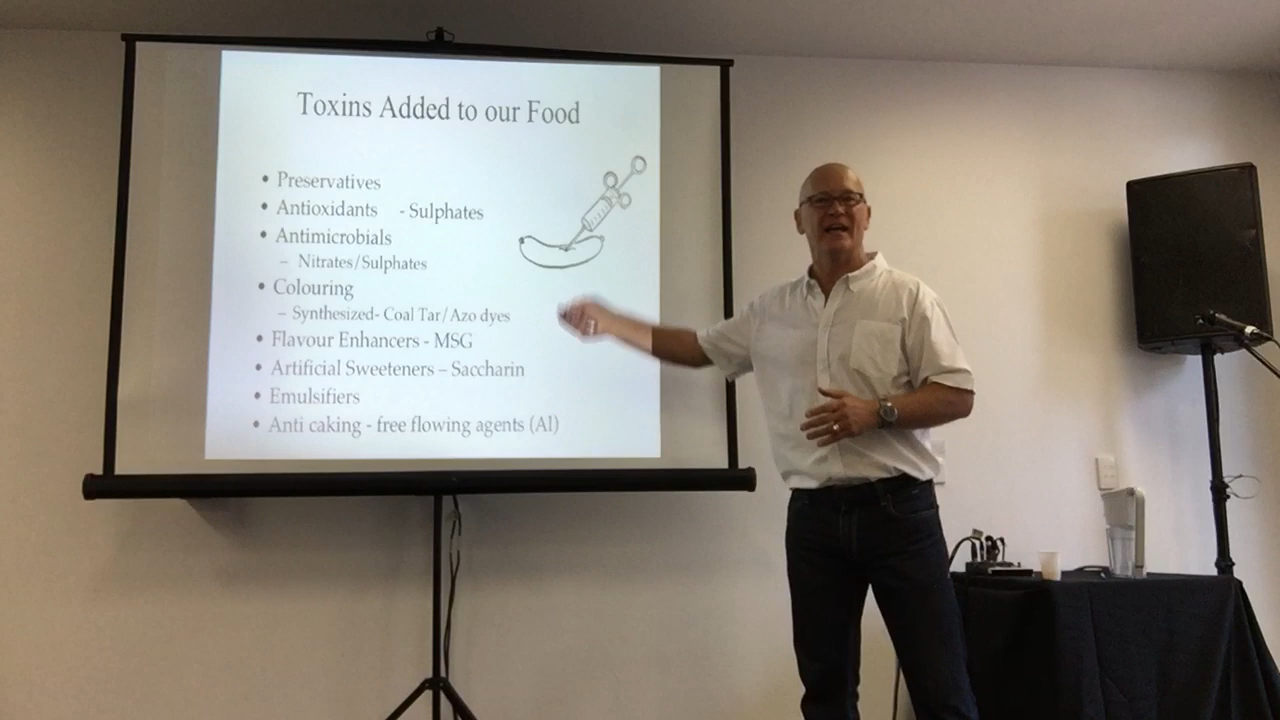 Toxins Added to our Food
• Preservatives
• Antioxidants - Sulphates
• Antimicrobials
– Nitrates/Sulphates
• Colouring
– Synthesized- Coal Tar/Azo dyes
• Flavour Enhancers - MSG
• Artificial Sweeteners – Saccharin
• Emulsifiers
• Anti caking - free flowing agents (Al)